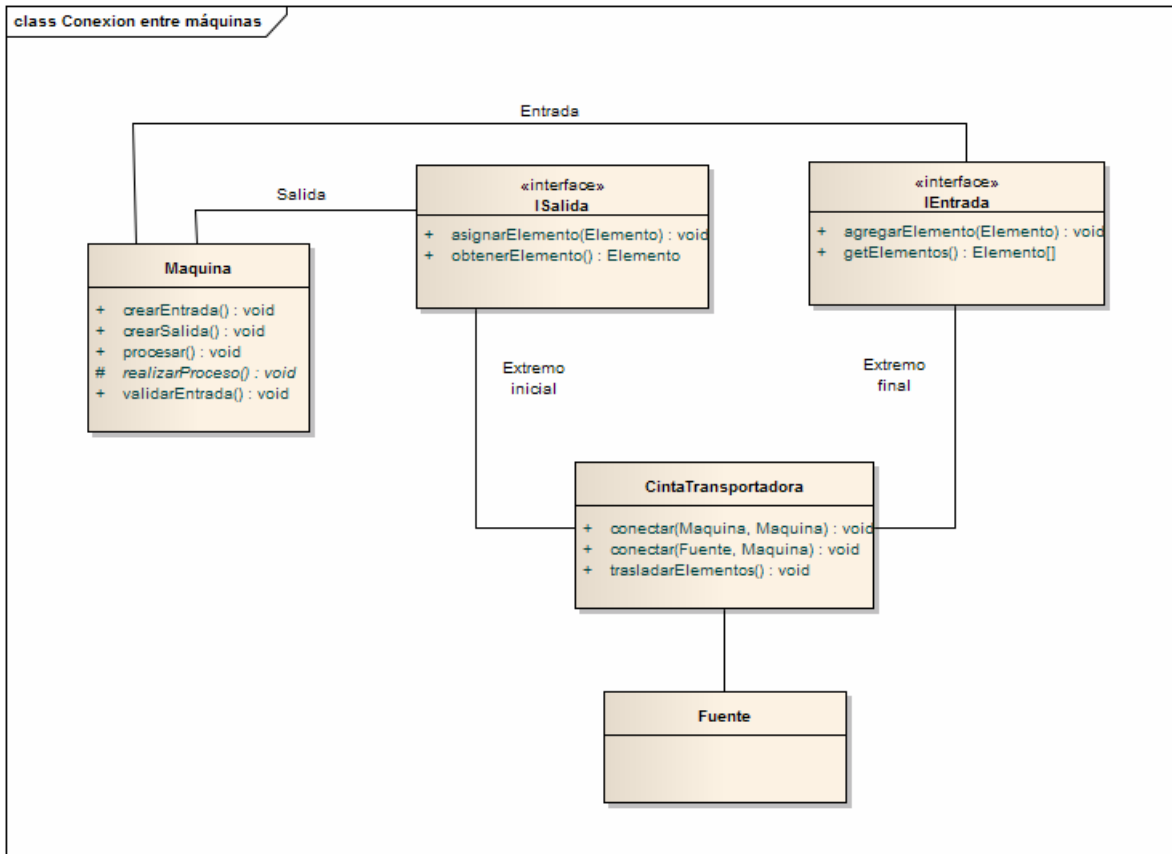 class Conexion entre máquinas
Entrada
Salida
«interface»
ISalida
+ asignarElemento(Elemento) : void
+ obtenerElemento() : Elemento
«interface»
IEntrada
+ agregarElemento(Elemento) : void
+ getElementos() : Elemento[]
Maquina
+ crearEntrada() : void
+ crearSalida() : void
+ procesar() : void
# realizarProceso() : void
+ validarEntrada() : void
Extremo
inicial
Extremo
final
CintaTransportadora
+ conectar(Maquina, Maquina) : void
+ conectar(Fuente, Maquina) : void
+ trasladarElementos() : void
Fuente